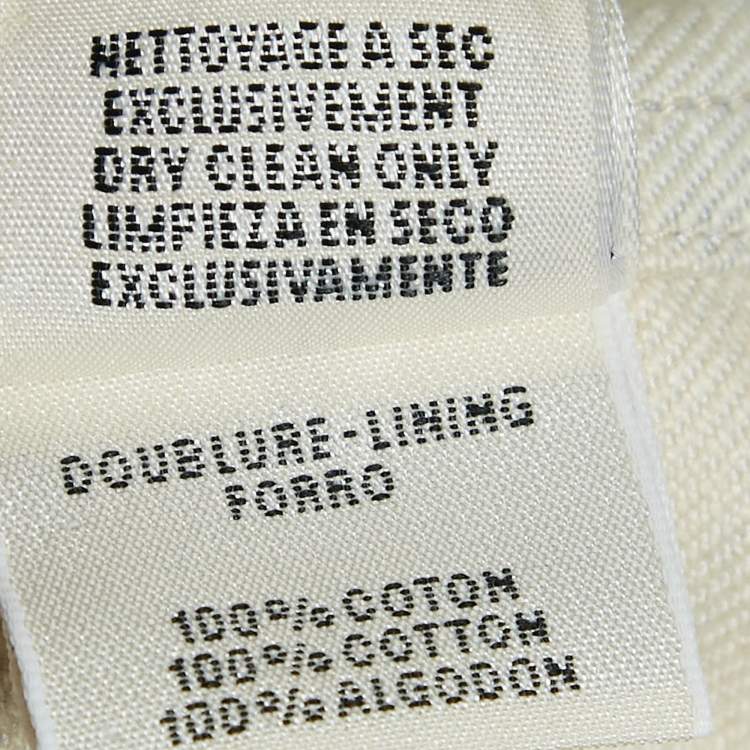 NETTOYAGE A SEC
EXCLUSIVEMENT
DRY CLEAN ONLY
LIMPIEZA EN SECO
EXCLUSIVAMENTE
DOUBLURE-LINING
FORRO
100% COTON
100% COTTON
100% ALGODON